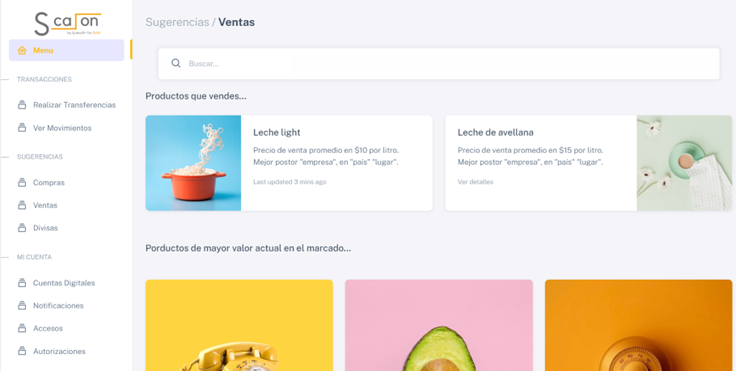 Scalon
Menu
TRANSACCIONES
Realizar Transferencias
Ver Movimientos
SUGERENCIAS
Compras
Ventas
Divisas
MI CUENTA
Cuentas Digitales
Notificaciones
Accesos
Autorizaciones
Sugerencias / Ventas
Buscar...
Productos que vendes...
Leche light
Precio de venta promedio en $10 por litro.
Mejor postor "empresa", en "país" "lugar".
Last updated 3 mins ago
Leche de avellana
Precio de venta promedio en $15 por litro.
Mejor postor "empresa", en "país" "lugar".
Ver detalles
Porductos de mayor valor actual en el marcado...